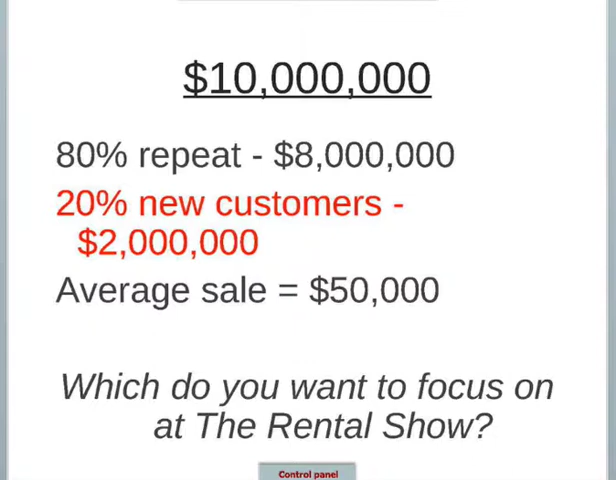 $10,000,000
80% repeat - $8,000,000
20% new customers -
$2,000,000
Average sale = $50,000
Which do you want to focus on
at The Rental Show?
Control panel